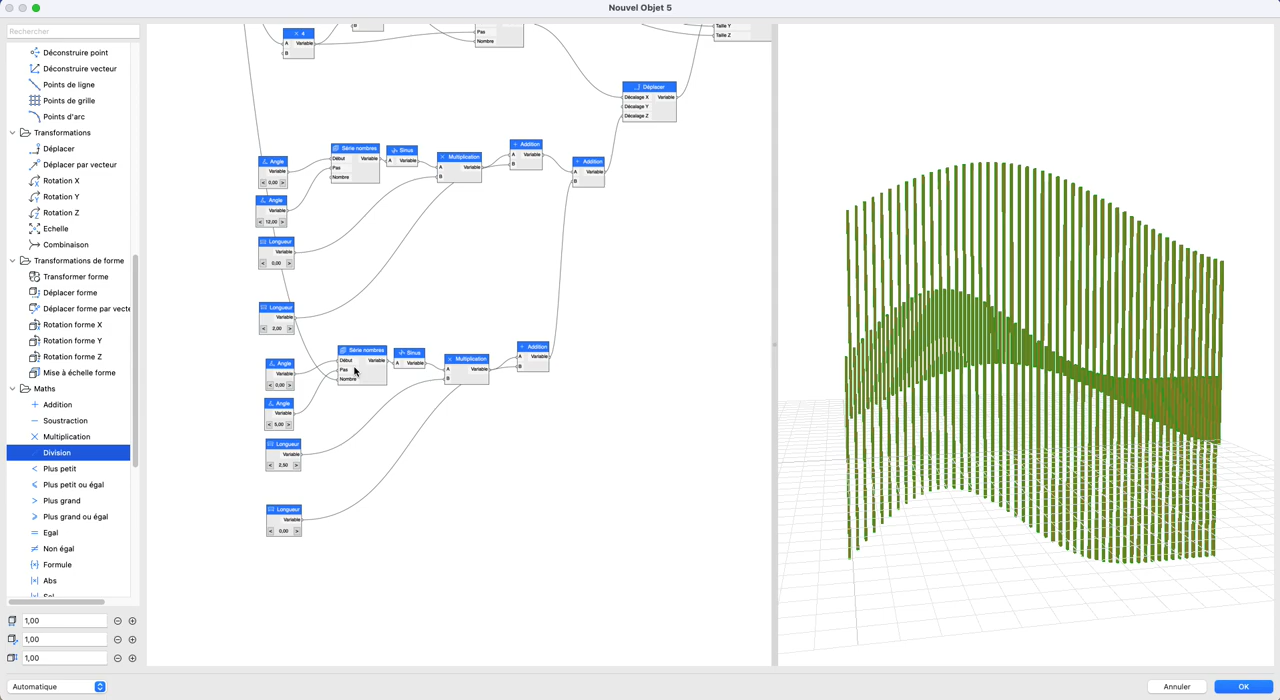 Nouvel Objet 5
Rechercher
Déconstruire point
Déconstruire vecteur
Points de ligne
Points de grille
Points d'arc
Transformations
Déplacer
Déplacer par vecteur
Rotation X
Rotation Y
Rotation Z
Echelle
Combinaison
Transformations de forme
Transformer forme
Déplacer forme
Déplacer forme par vecte
Rotation forme X
Rotation forme Y
Rotation forme Z
Mise à échelle forme
Maths
Addition
Soustraction
Multiplication
Division
Plus petit
Plus petit ou égal
Plus grand
Plus grand ou égal
Egal
Non égal
Formule
Abs
1,00
1,00
1,00
Automatique
× 4
A Variable
B
B
Pas
Nombre
Taille Y
Taille Z
Déplacer
Décalage X Variable
Décalage Y
Décalage Z
Angle
Variable
< 0,00 >
Angle
Variable
< 12,00 >
Longueur
Variable
< 0,00 >
Longueur
Variable
< 2,00 >
Série nombres
Début Variable
Pas
Nombre
Sinus
A Variable
Multiplication
A Variable
B
Addition
A Variable
B
Addition
A Variable
B
Angle
Variable
< 0,00 >
Angle
Variable
< 5,00 >
Longueur
Variable
< 2,50 >
Longueur
Variable
< 0,00 >
Série nombres
Début Variable
Pas
Nombre
Sinus
A Variable
Multiplication
A Variable
B
Addition
A Variable
B
Annuler
OK